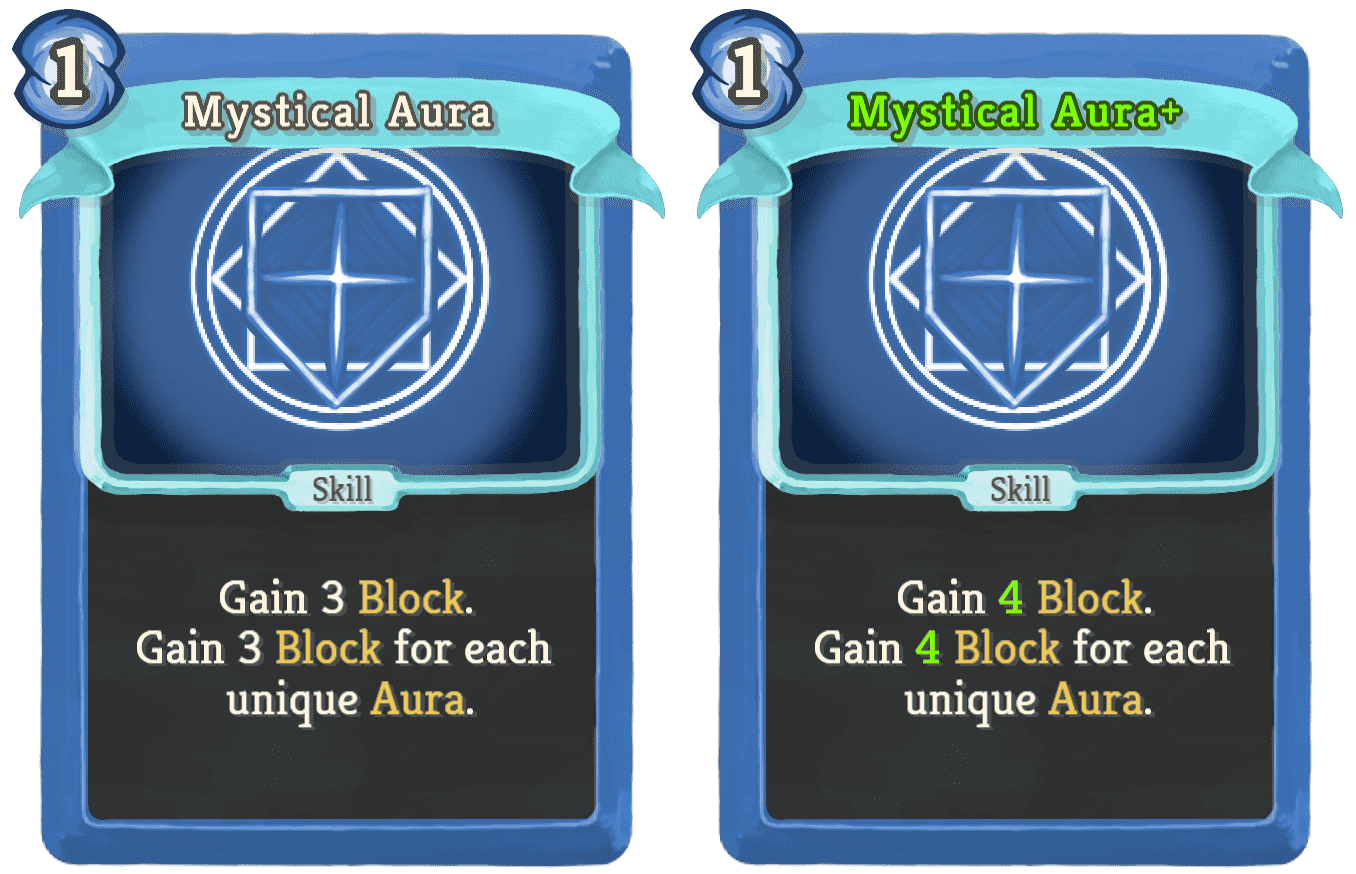 1
Mystical Aura
Skill
Gain 3 Block.
Gain 3 Block for each
unique Aura.
1
Mystical Aura+
Skill
Gain 4 Block.
Gain 4 Block for each
unique Aura.